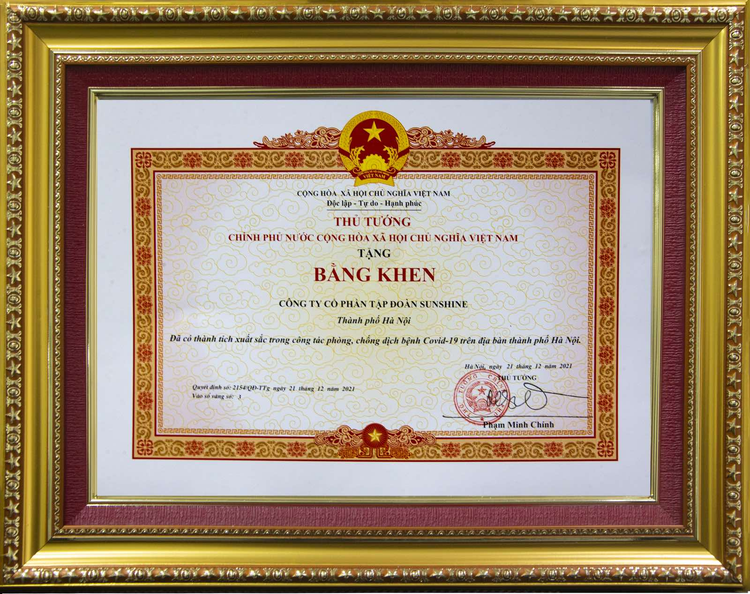 VIỆT NAM
CỘNG HÒA XÃ HỘI CHỦ NGHĨA VIỆT NAM
Độc lập - Tự do - Hạnh phúc
THỦ TƯỚNG
CHÍNH PHỦ NƯỚC CỘNG HÒA XÃ HỘI CHỦ NGHĨA VIỆT NAM
TẶNG
BẰNG KHEN
CÔNG TY CỔ PHẦN TẬP ĐOÀN SUNSHINE
Thành phố Hà Nội
Đã có thành tích xuất sắc trong công tác phòng, chống dịch bệnh Covid-19 trên địa bàn thành phố Hà Nội.
Hà Nội, ngày 21 tháng 12 năm 2021
THỦ TƯỚNG
Quyết định số: 2154/QĐ-TTg ngày 21 tháng 12 năm 2021
Vào sổ vàng số: 3
Phạm Minh Chính